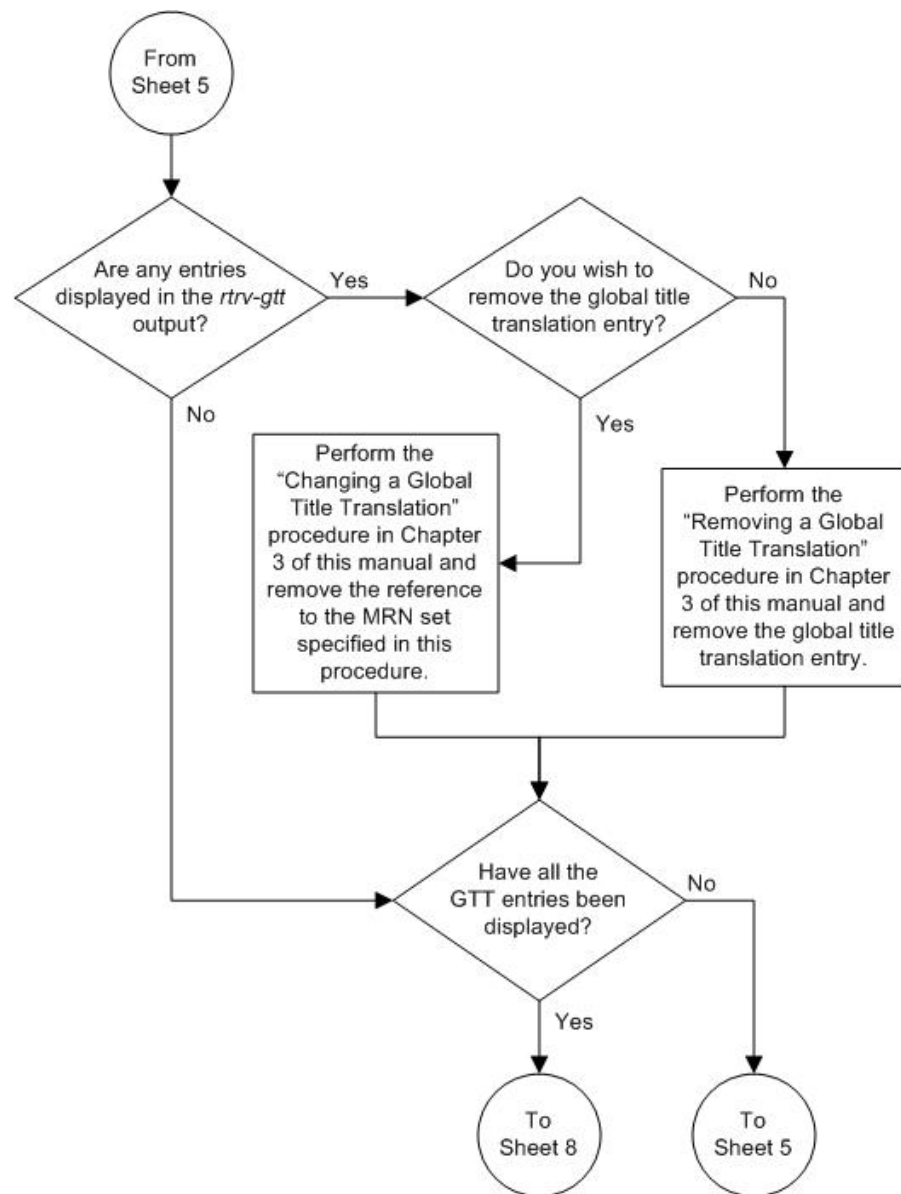 From
Sheet 5
Are any entries
displayed in the rtrv-gtt
output?
Yes
Do you wish to
remove the global title
translation entry?
No
No
Yes
Perform the
“Changing a Global
Title Translation”
procedure in Chapter
3 of this manual and
remove the reference
to the MRN set
specified in this
procedure.
Perform the
“Removing a Global
Title Translation”
procedure in Chapter
3 of this manual and
remove the global title
translation entry.
Have all the
GTT entries been
displayed?
No
Yes
To
Sheet 8
To
Sheet 5